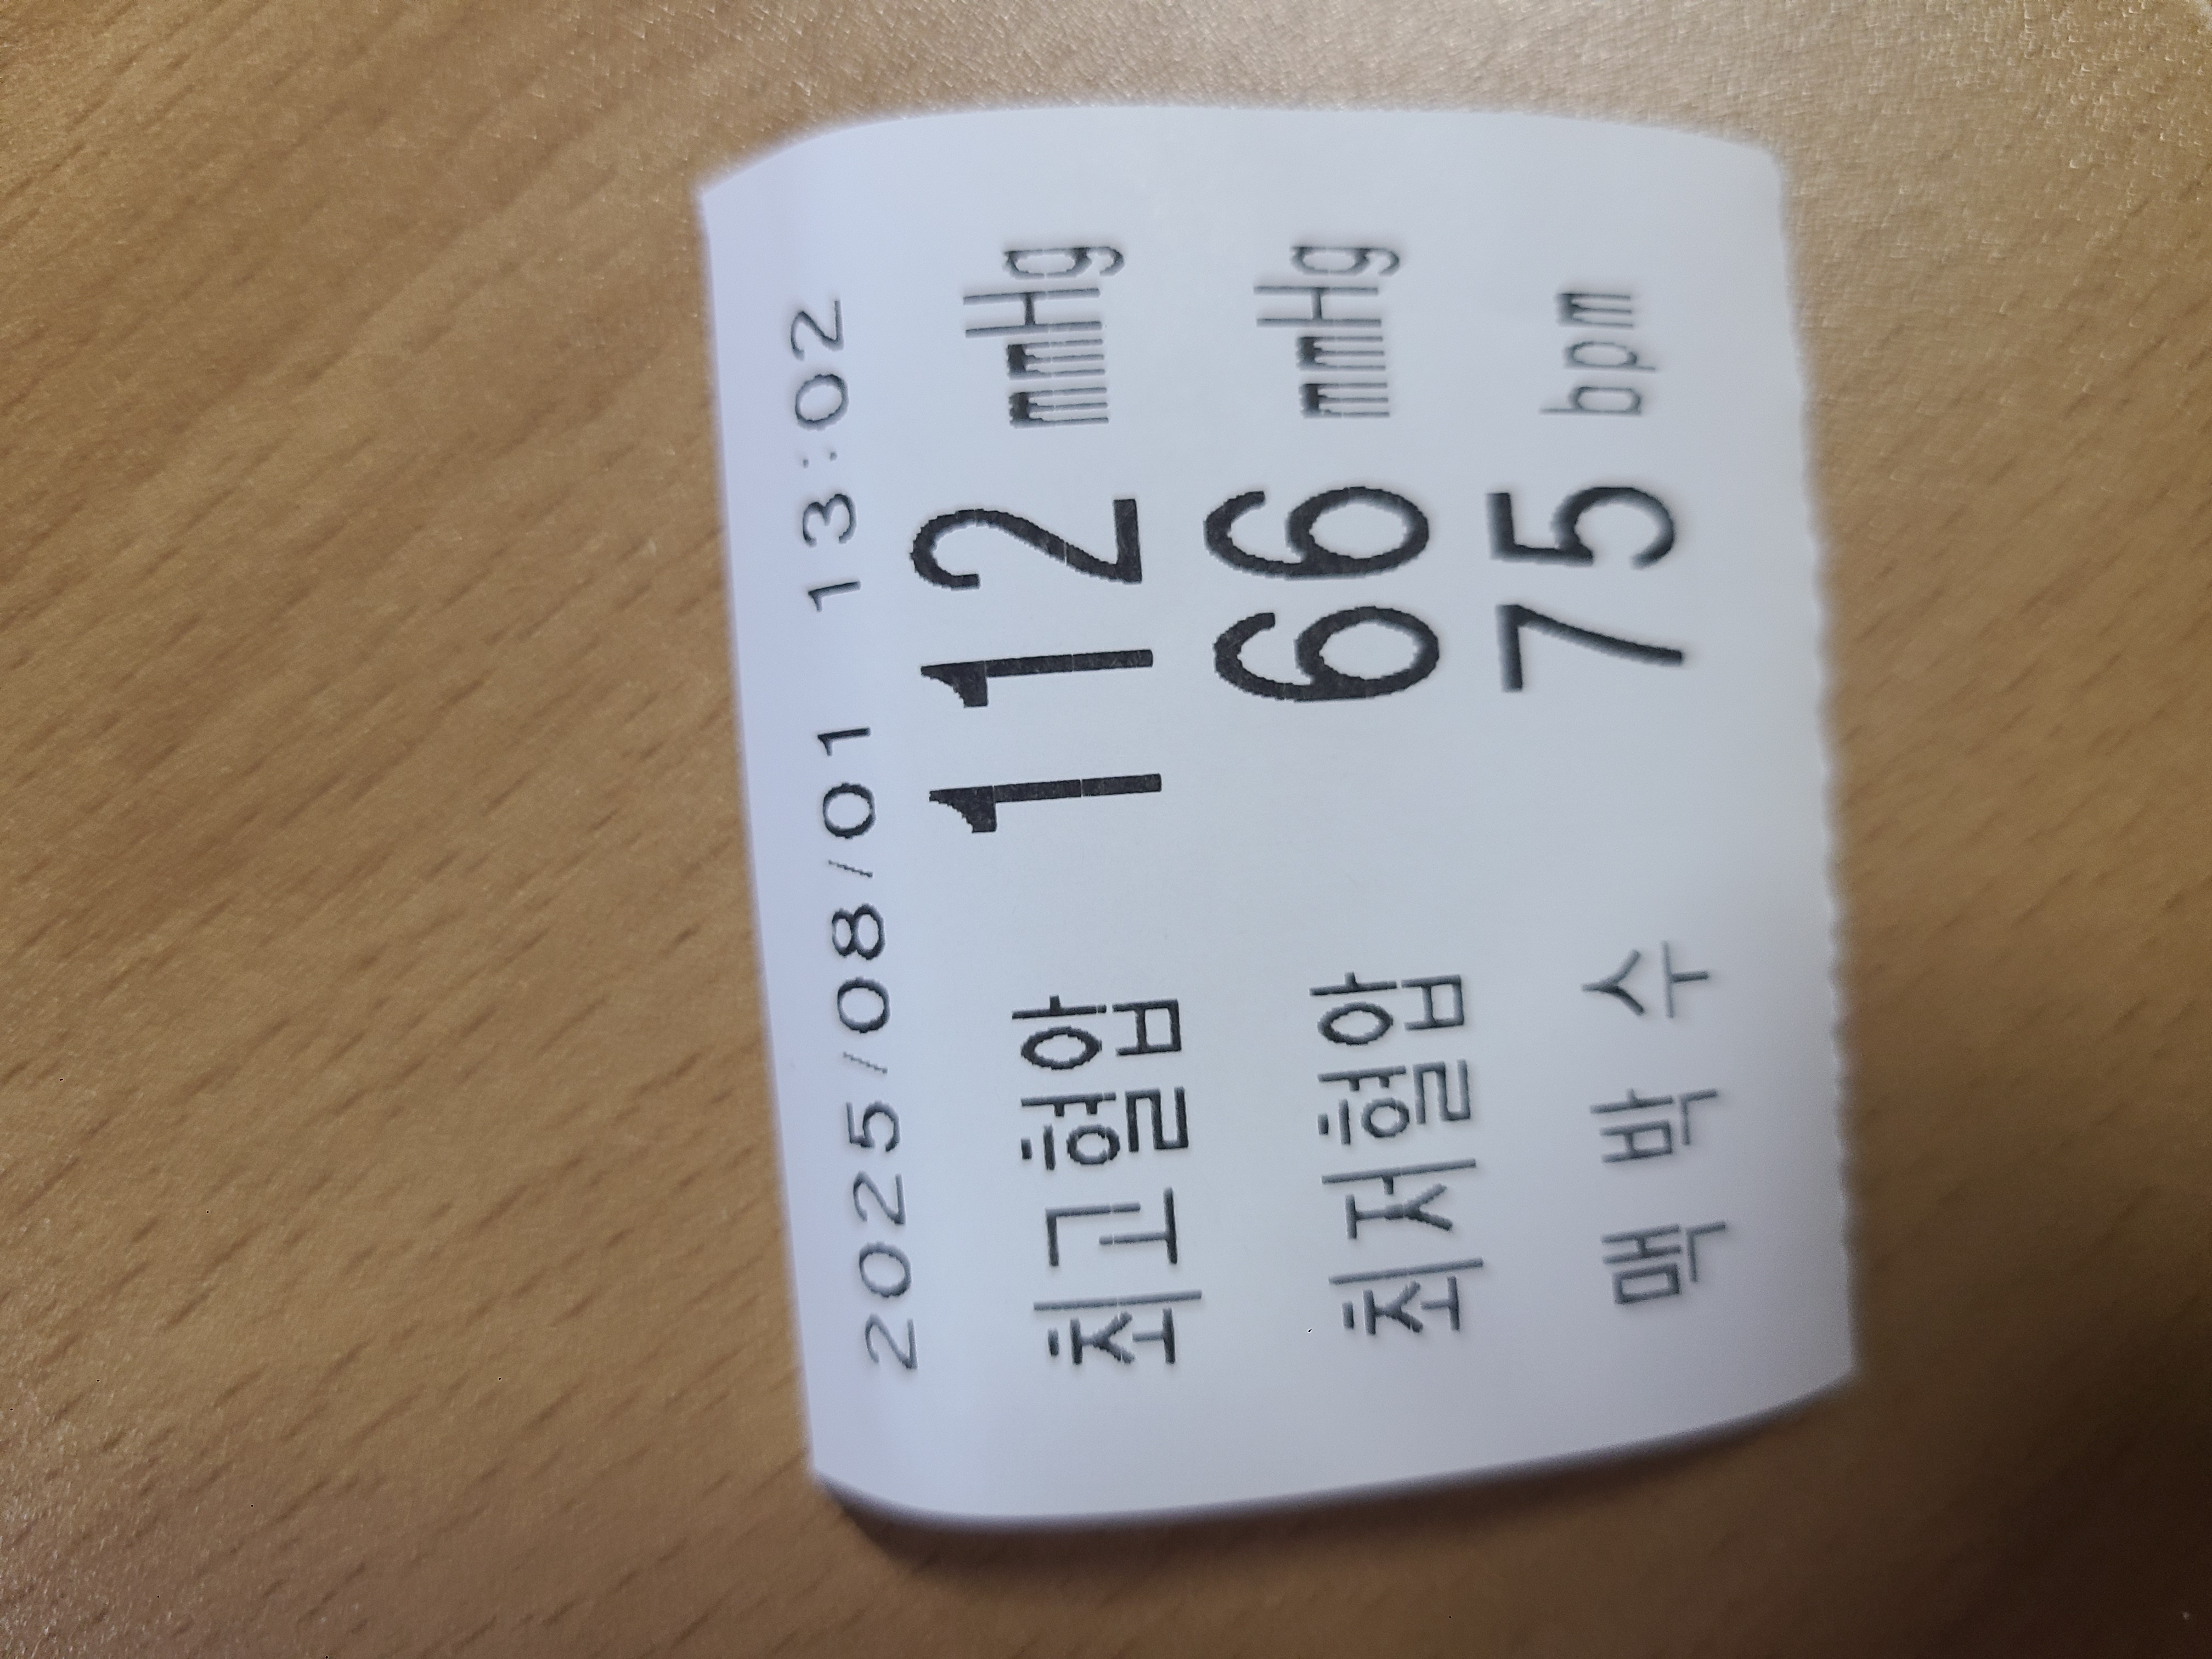 2025/08/01 13:02
최고혈압 112 mmHg
최저혈압 66 mmHg
맥 박 수 75 bpm